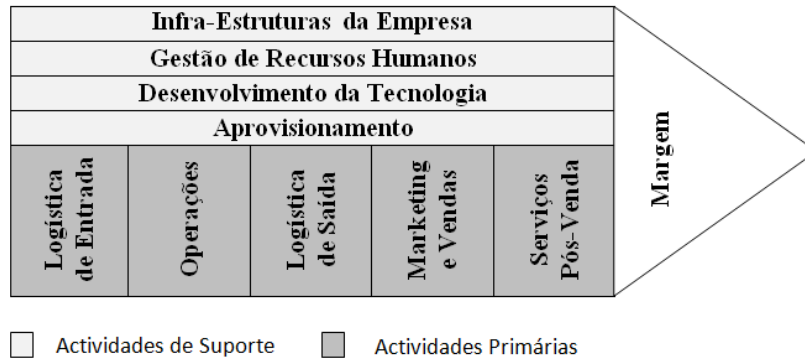 Infra-Estruturas da Empresa
Gestão de Recursos Humanos
Desenvolvimento da Tecnologia
Aprovisionamento
Logística
de Entrada
Operações
Logística
de Saída
Marketing
e Vendas
Serviços
Pós-Venda
Margem
Actividades de Suporte
Actividades Primárias